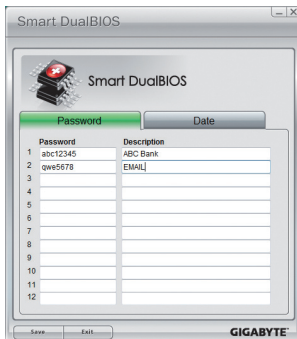 Smart DualBIOS
Smart DualBIOS
Password Date
Password Description
1 abc12345 ABC Bank
2 qwe5678 EMAIL
3
4
5
6
7
8
9
10
11
12
Save Exit GIGABYTE™